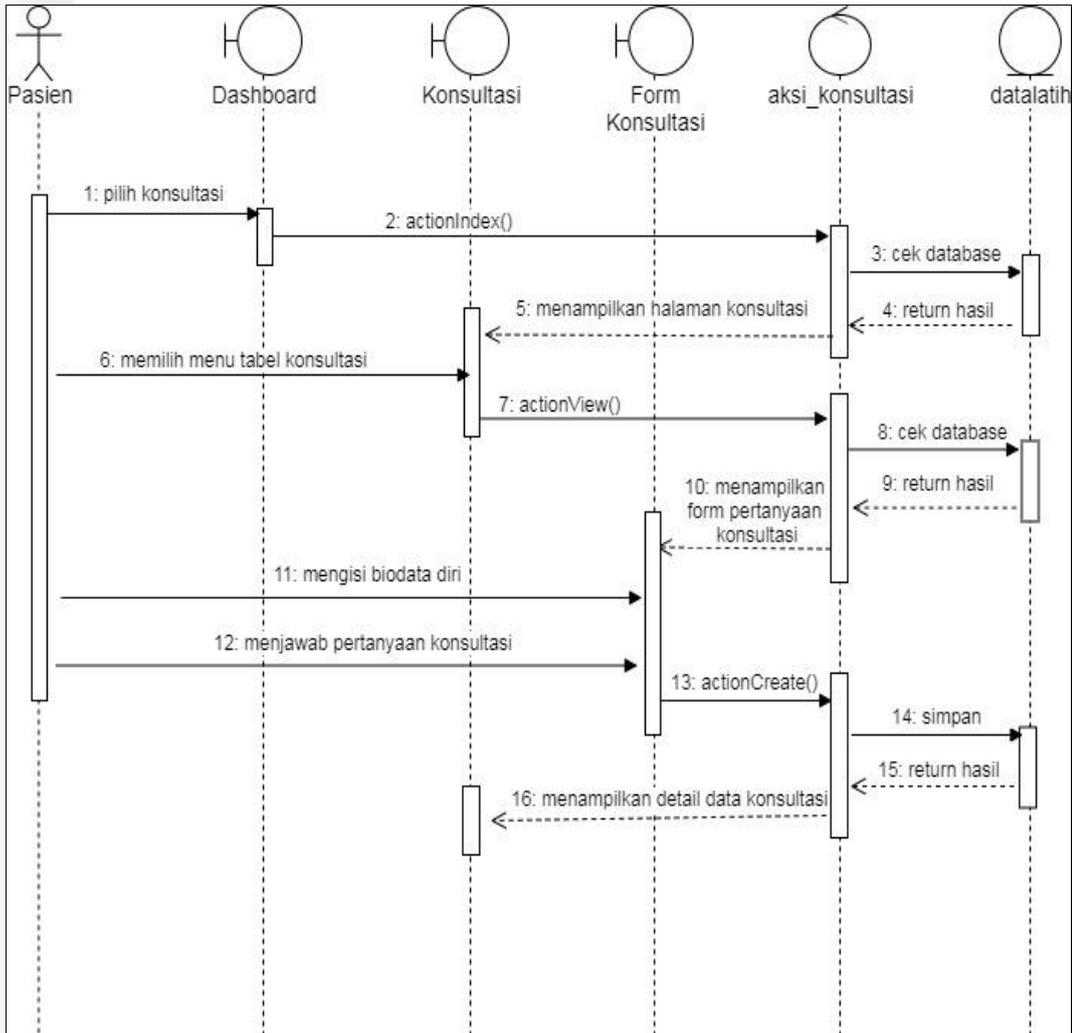 Pasien
Dashboard
Konsultasi
Form
Konsultasi
aksi_konsultasi
datalatih
1: pilih konsultasi
2: actionIndex()
3: cek database
4: return hasil
5: menampilkan halaman konsultasi
6: memilih menu tabel konsultasi
7: actionView()
8: cek database
9: return hasil
10: menampilkan
form pertanyaan
konsultasi
11: mengisi biodata diri
12: menjawab pertanyaan konsultasi
13: actionCreate()
14: simpan
15: return hasil
16: menampilkan detail data konsultasi